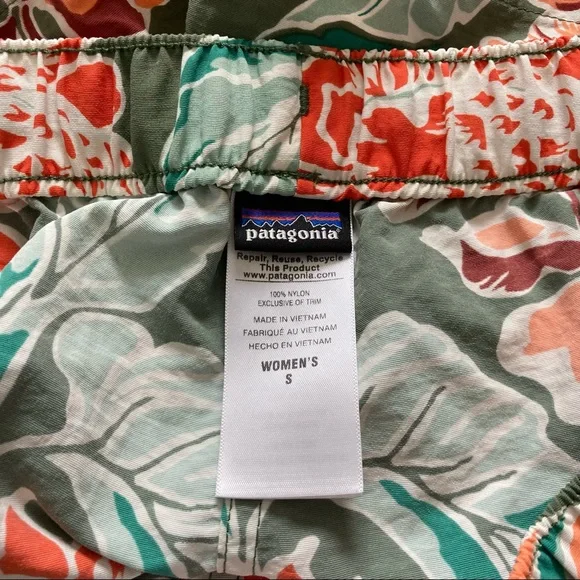 patagonia®
Repair, Reuse, Recycle
This Product
www.patagonia.com
100% NYLON
EXCLUSIVE OF TRIM
MADE IN VIETNAM
FABRIQUÉ AU VIETNAM
HECHO EN VIETNAM
WOMEN'S
S